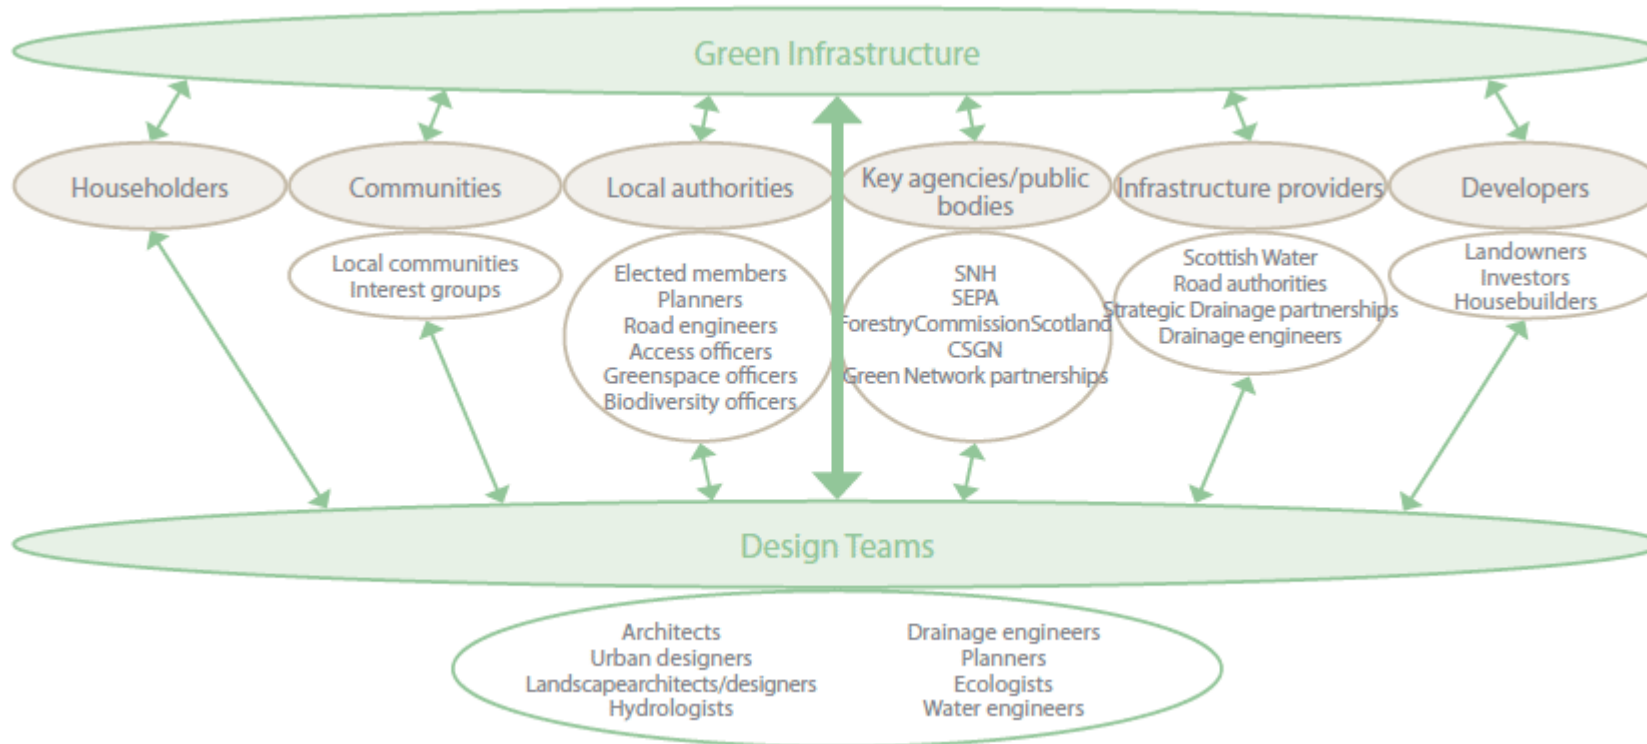 Green Infrastructure
Householders
Communities
Local communities
Interest groups
Local authorities
Elected members
Planners
Road engineers
Access officers
Greenspace officers
Biodiversity officers
Key agencies/public
bodies
SNH
SEPA
ForestryCommissionScotland
CSGN
Green Network partnerships
Infrastructure providers
Scottish Water
Road authorities
Strategic Drainage partnerships
Drainage engineers
Developers
Landowners
Investors
Housebuilders
Design Teams
Architects
Urban designers
Landscapearchitects/designers
Hydrologists
Drainage engineers
Planners
Ecologists
Water engineers